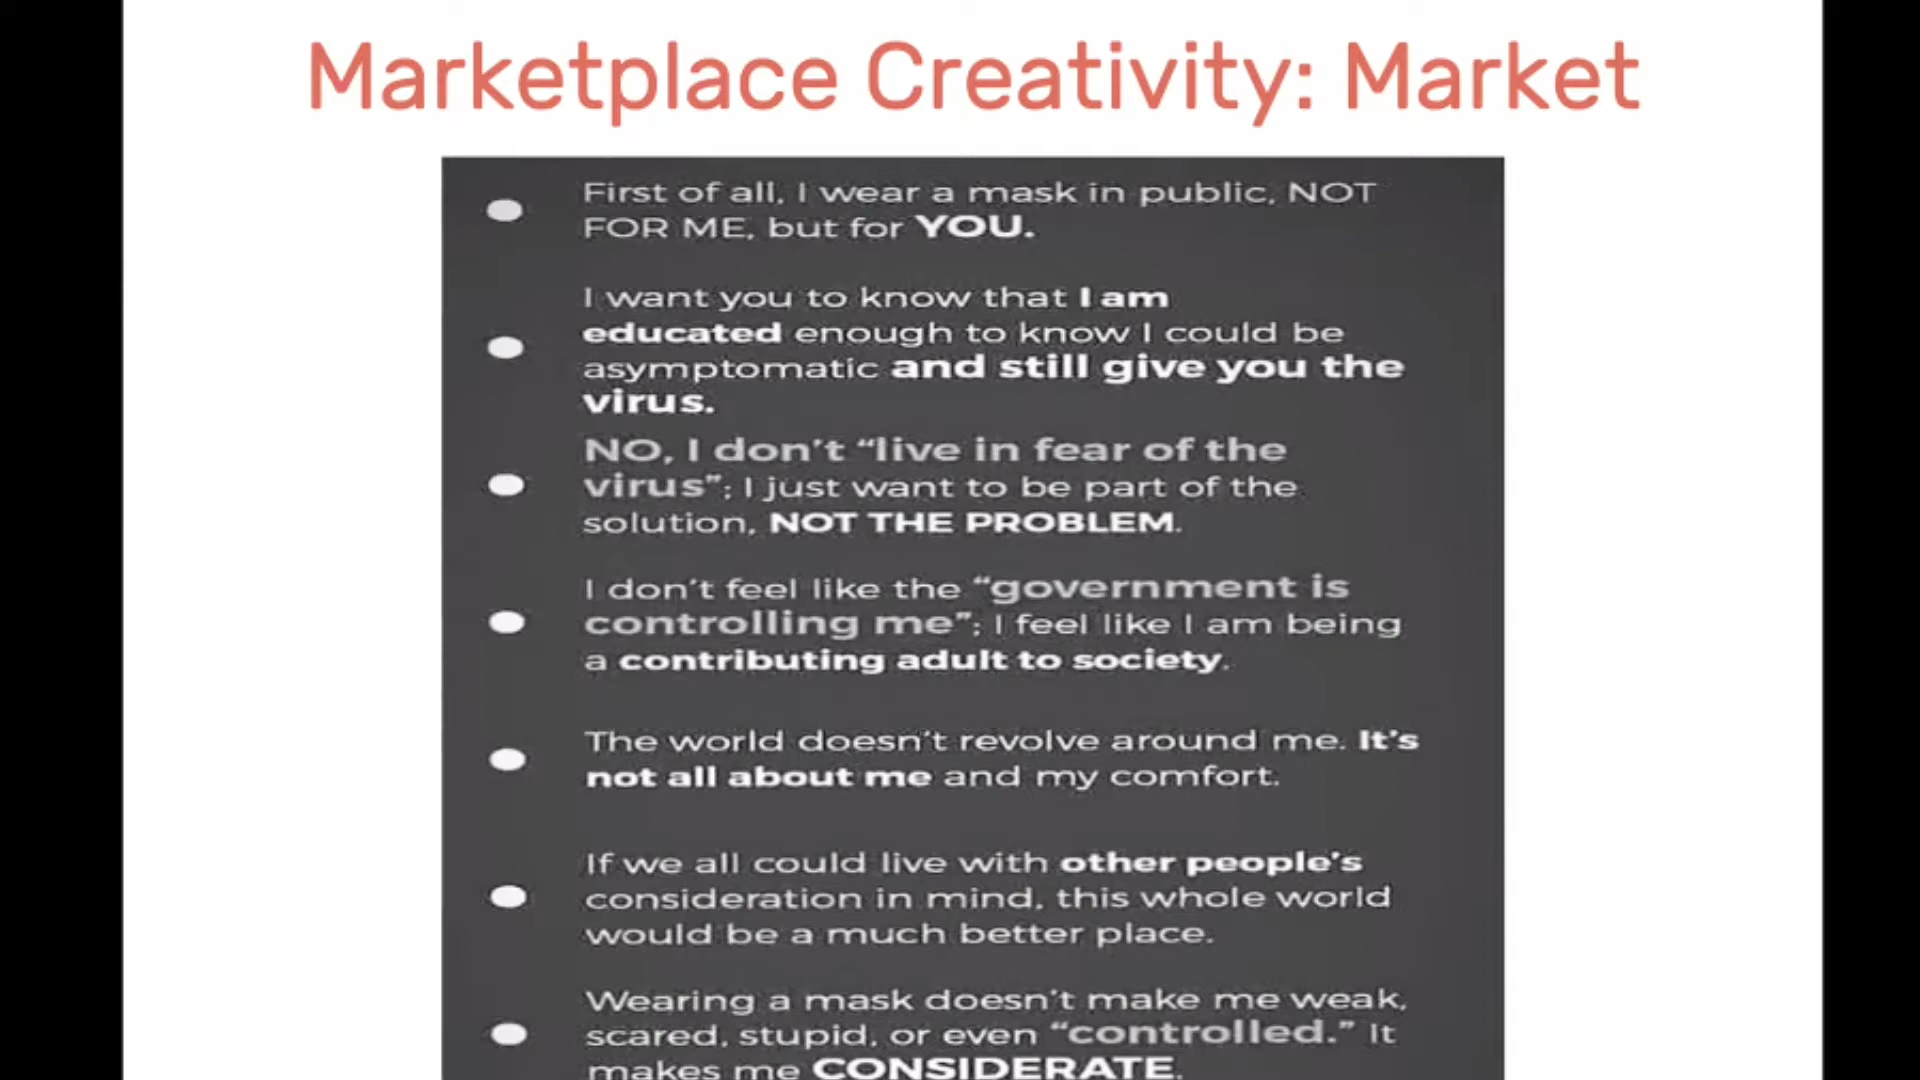 Marketplace Creativity: Market
First of all, I wear a mask in public, NOT
FOR ME, but for YOU.
I want you to know that I am
educated enough to know I could be
asymptomatic and still give you the
virus.
NO, I don't “live in fear of the
virus”; I just want to be part of the
solution, NOT THE PROBLEM.
I don't feel like the “government is
controlling me”; I feel like I am being
a contributing adult to society.
The world doesn't revolve around me. It's
not all about me and my comfort.
If we all could live with other people's
consideration in mind, this whole world
would be a much better place.
Wearing a mask doesn't make me weak,
scared, stupid, or even “controlled.” It
makes me CONSIDERATE.